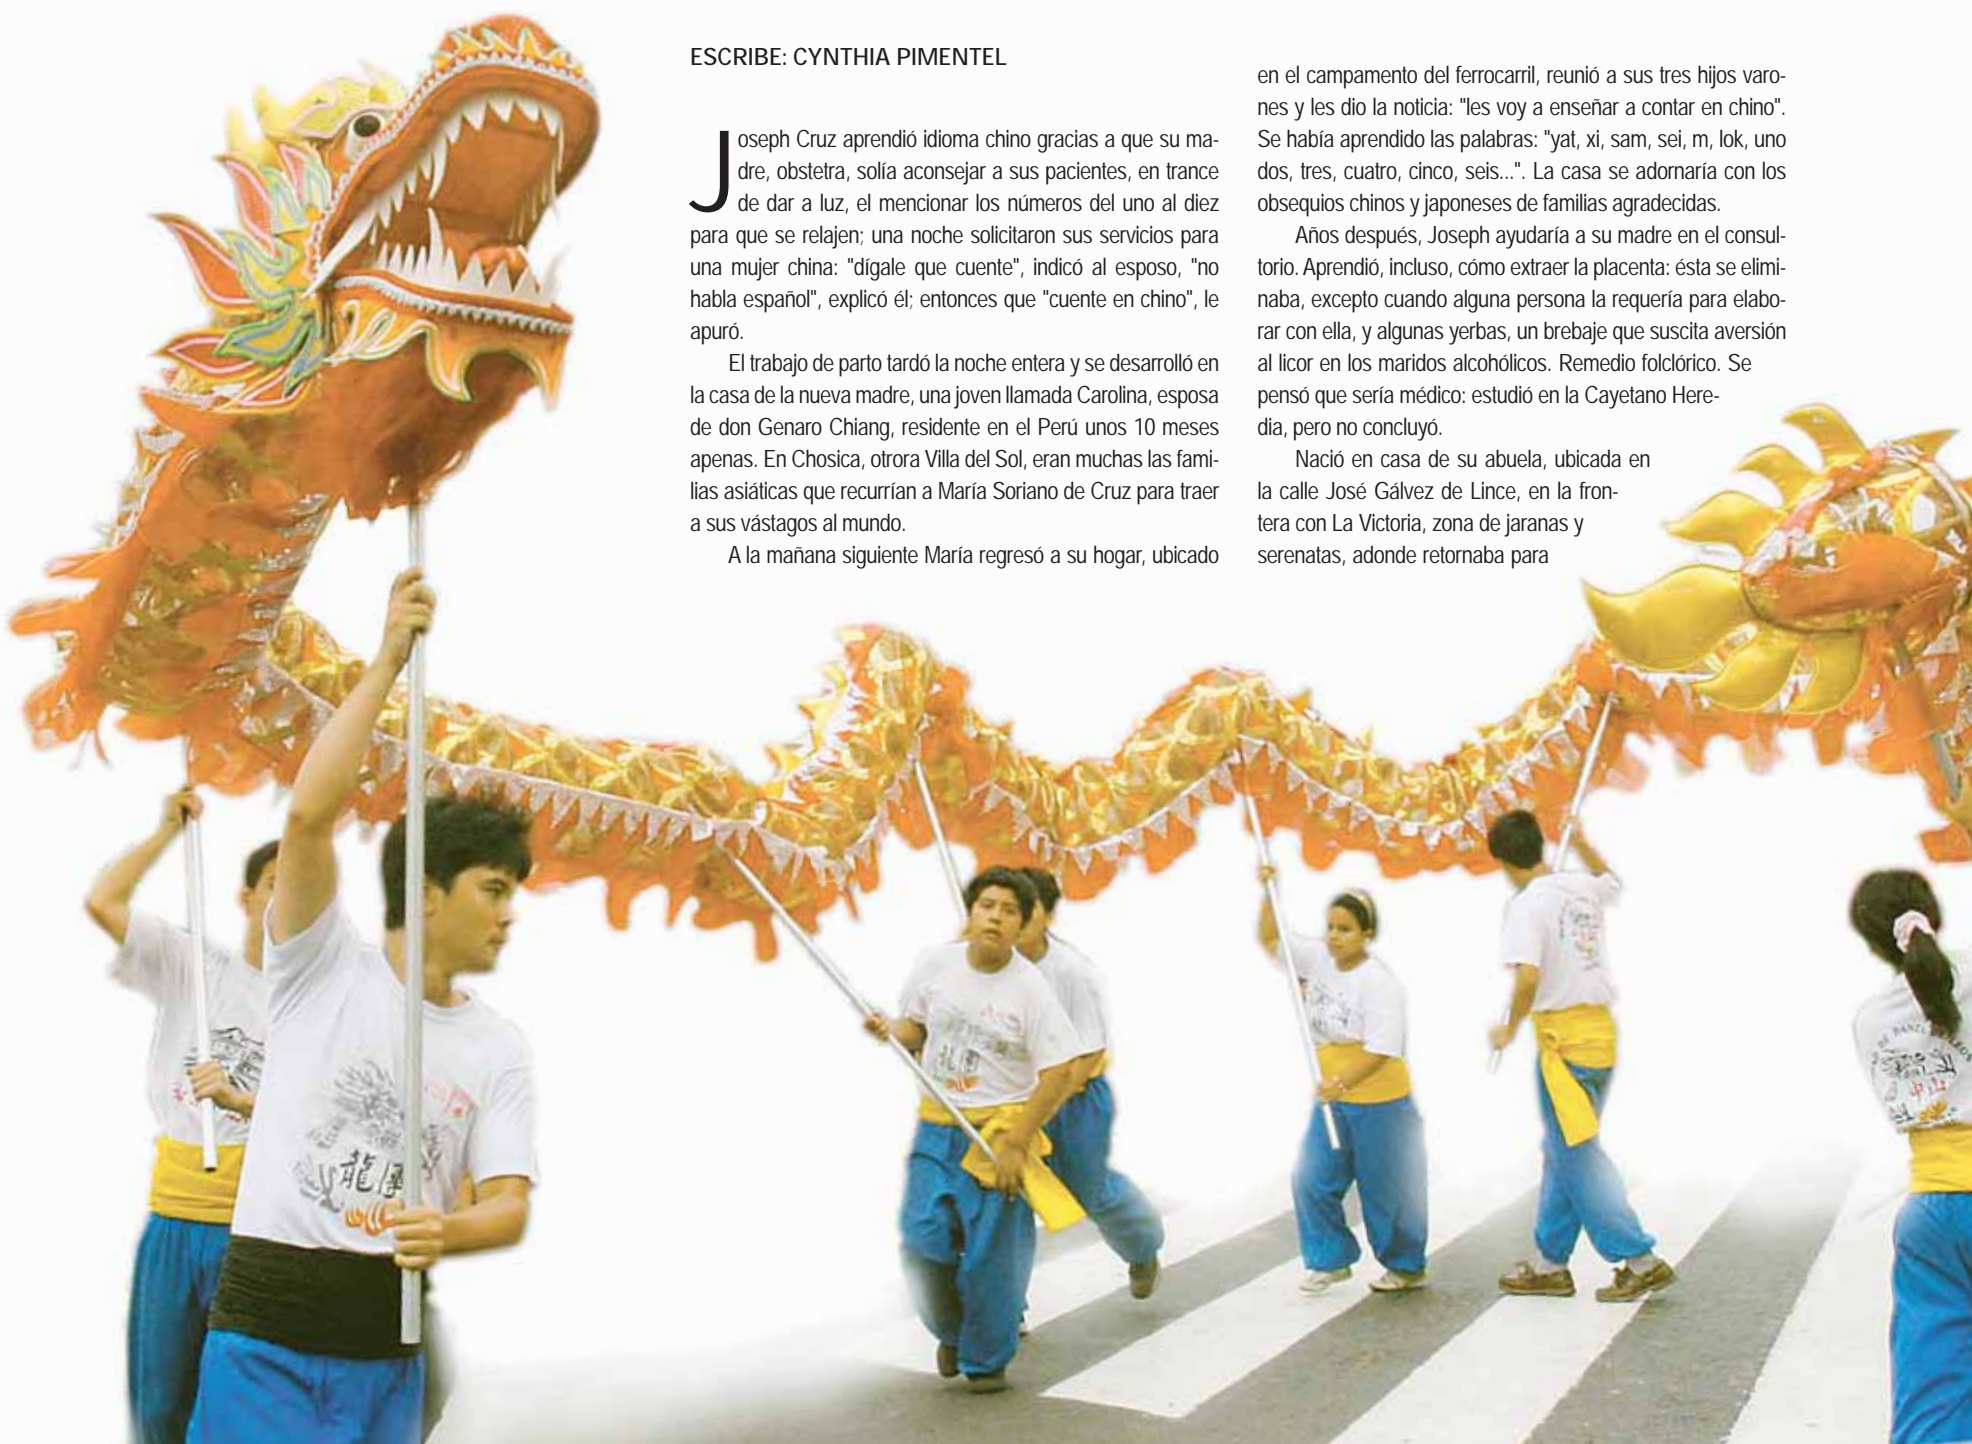 ESCRIBE: CYNTHIA PIMENTEL
Joseph Cruz aprendió idioma chino gracias a que su ma-
dre, obstetra, solía aconsejar a sus pacientes, en trance
de dar a luz, el mencionar los números del uno al diez
para que se relajen; una noche solicitaron sus servicios para
una mujer china: "dígale que cuente", indicó al esposo, "no
habla español", explicó él; entonces que "cuente en chino", le
apuró.
El trabajo de parto tardó la noche entera y se desarrolló en
la casa de la nueva madre, una joven llamada Carolina, esposa
de don Genaro Chiang, residente en el Perú unos 10 meses
apenas. En Chosica, otrora Villa del Sol, eran muchas las fami-
lias asiáticas que recurrían a María Soriano de Cruz para traer
a sus vástagos al mundo.
A la mañana siguiente María regresó a su hogar, ubicado
en el campamento del ferrocarril, reunió a sus tres hijos varo-
nes y les dio la noticia: "les voy a enseñar a contar en chino".
Se había aprendido las palabras: "yat, xi, sam, sei, m, lok, uno
dos, tres, cuatro, cinco, seis...". La casa se adornaría con los
obsequios chinos y japoneses de familias agradecidas.
Años después, Joseph ayudaría a su madre en el consul-
torio. Aprendió, incluso, cómo extraer la placenta: ésta se elimi-
naba, excepto cuando alguna persona la requería para elabo-
rar con ella, y algunas yerbas, un brebaje que suscita aversión
al licor en los maridos alcohólicos. Remedio folclórico. Se
pensó que sería médico: estudió en la Cayetano Here-
dia, pero no concluyó.
Nació en casa de su abuela, ubicada en
la calle José Gálvez de Lince, en la fron-
tera con La Victoria, zona de jaranas y
serenatas, adonde retornaba para
龍
龍團
DE DANZA
中山